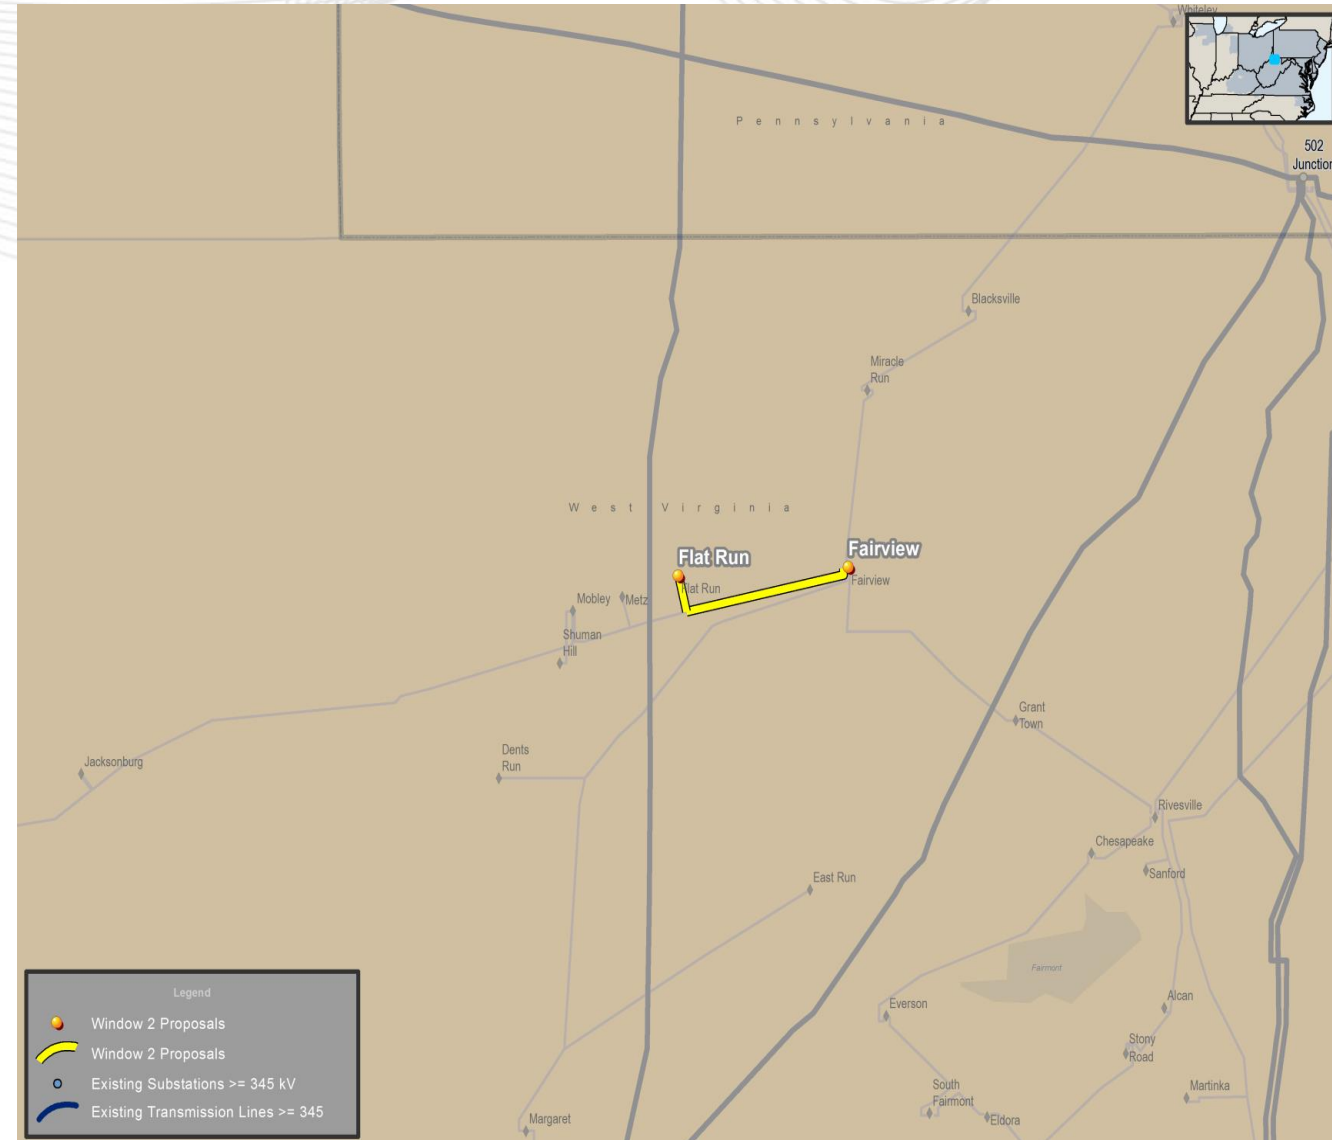 Whiteley
Pennsylvania
502
Junction
Blacksville
Miracle
Run
West Virginia
Flat Run
Fairview
Flat Run
Fairview
Mobley
Metz
Shuman
Hill
Grant
Town
Dents
Run
Jacksonburg
Rivesville
Chesapeake
Sanford
East Run
Fairmont
Everson
Alcan
Stony
Road
South
Fairmont
Martinka
Eldora
Margaret
Legend
Window 2 Proposals
Window 2 Proposals
Existing Substations >= 345 kV
Existing Transmission Lines >= 345